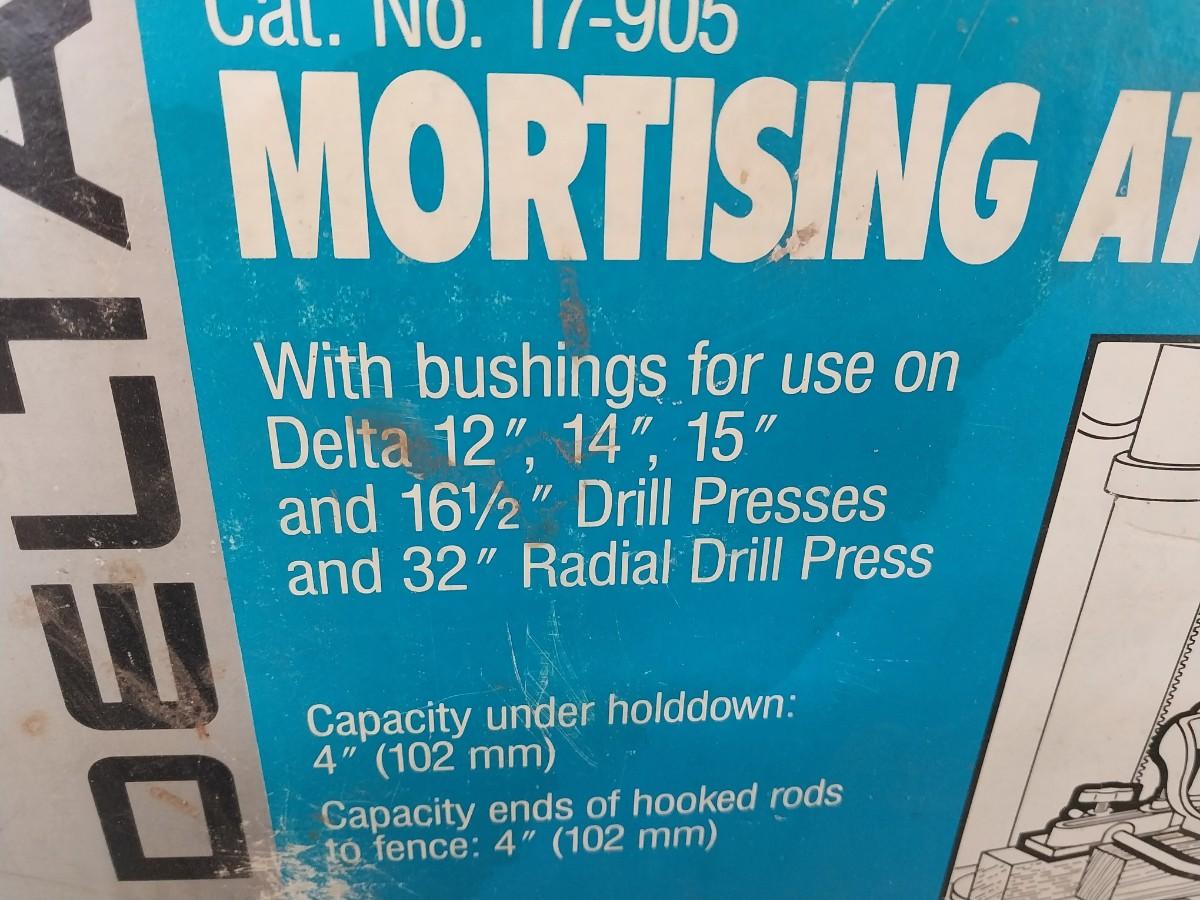 Cat. No. 17-905
MORTISING AT
With bushings for use on
Delta 12″, 14″, 15″
and 16½″ Drill Presses
and 32″ Radial Drill Press
Capacity under holddown:
4″ (102 mm)
Capacity ends of hooked rods
to fence: 4″ (102 mm)
DELTA